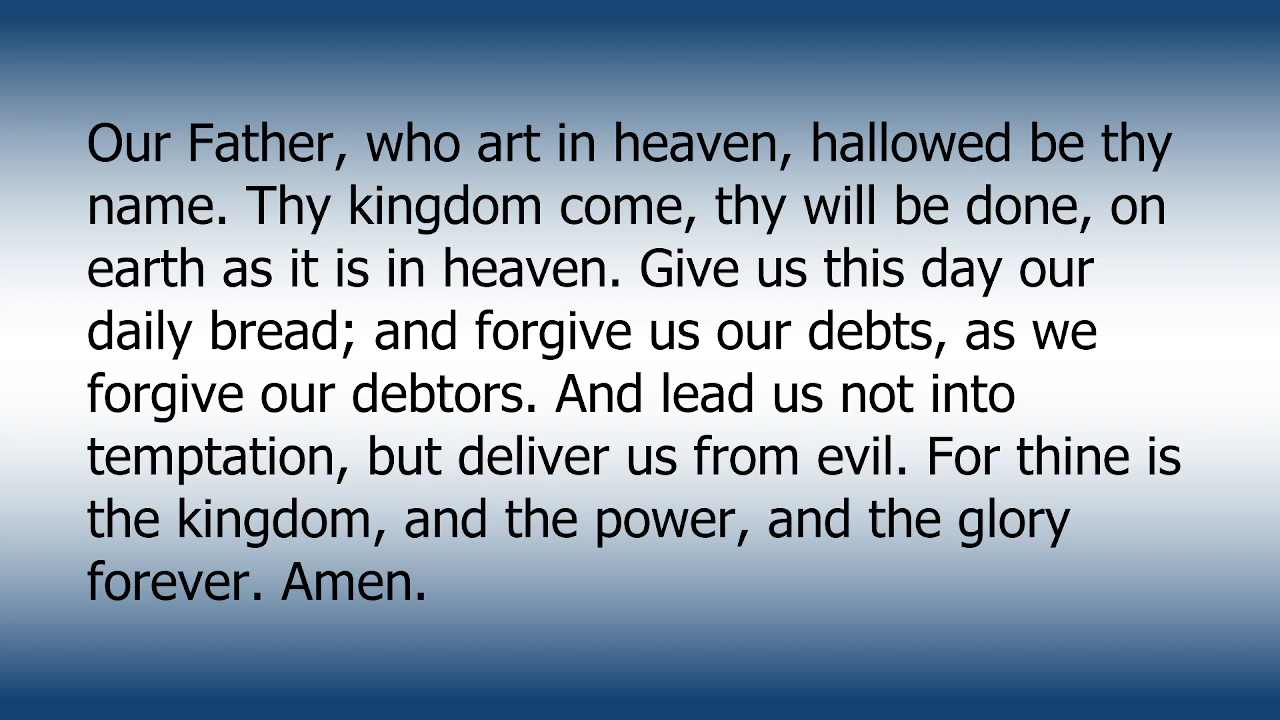 Our Father, who art in heaven, hallowed be thy
name. Thy kingdom come, thy will be done, on
earth as it is in heaven. Give us this day our
daily bread; and forgive us our debts, as we
forgive our debtors. And lead us not into
temptation, but deliver us from evil. For thine is
the kingdom, and the power, and the glory
forever. Amen.